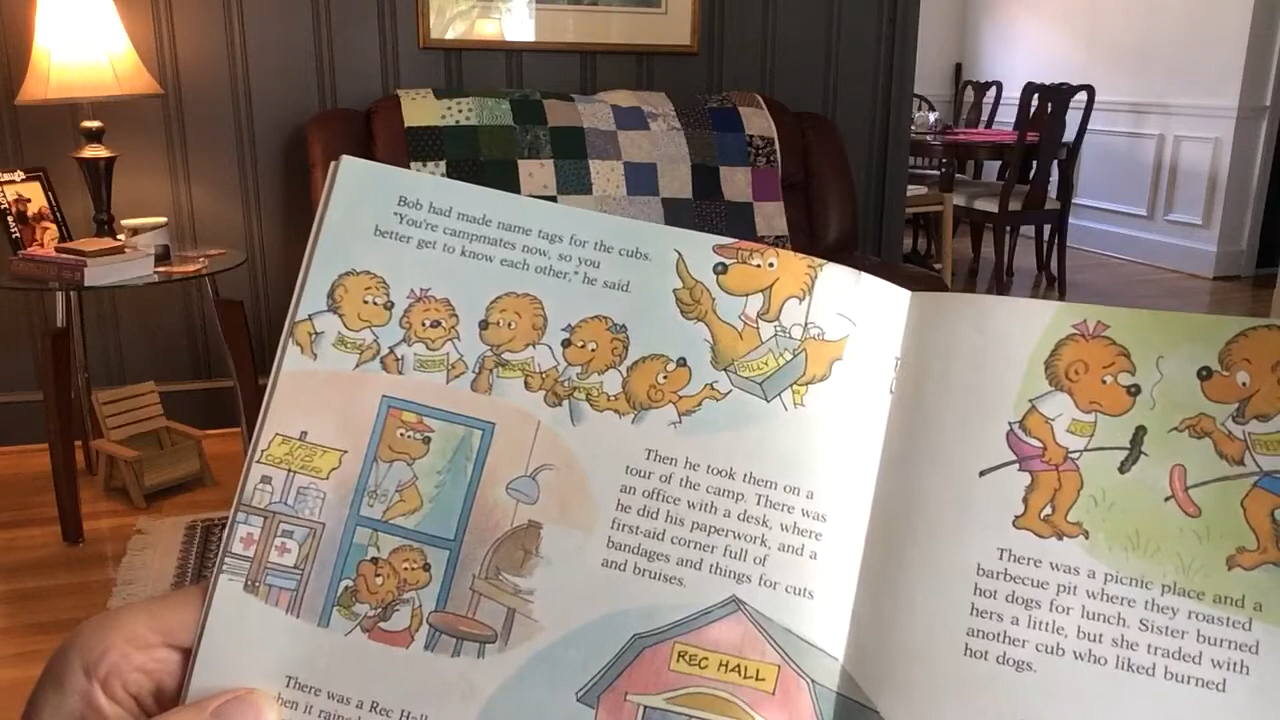 Bob had made name tags for the cubs.
"You're campmates now, so you
better get to know each other," he said.
SISTER
BILLY
FIRST
AID
CORNER
Then he took them on a
tour of the camp. There was
an office with a desk, where
he did his paperwork, and a
first-aid corner full of
bandages and things for cuts
and bruises.
REC HALL
There was a Rec Hall
when it rained
There was a picnic place and a
barbecue pit where they roasted
hot dogs for lunch. Sister burned
hers a little, but she traded with
another cub who liked burned
hot dogs.